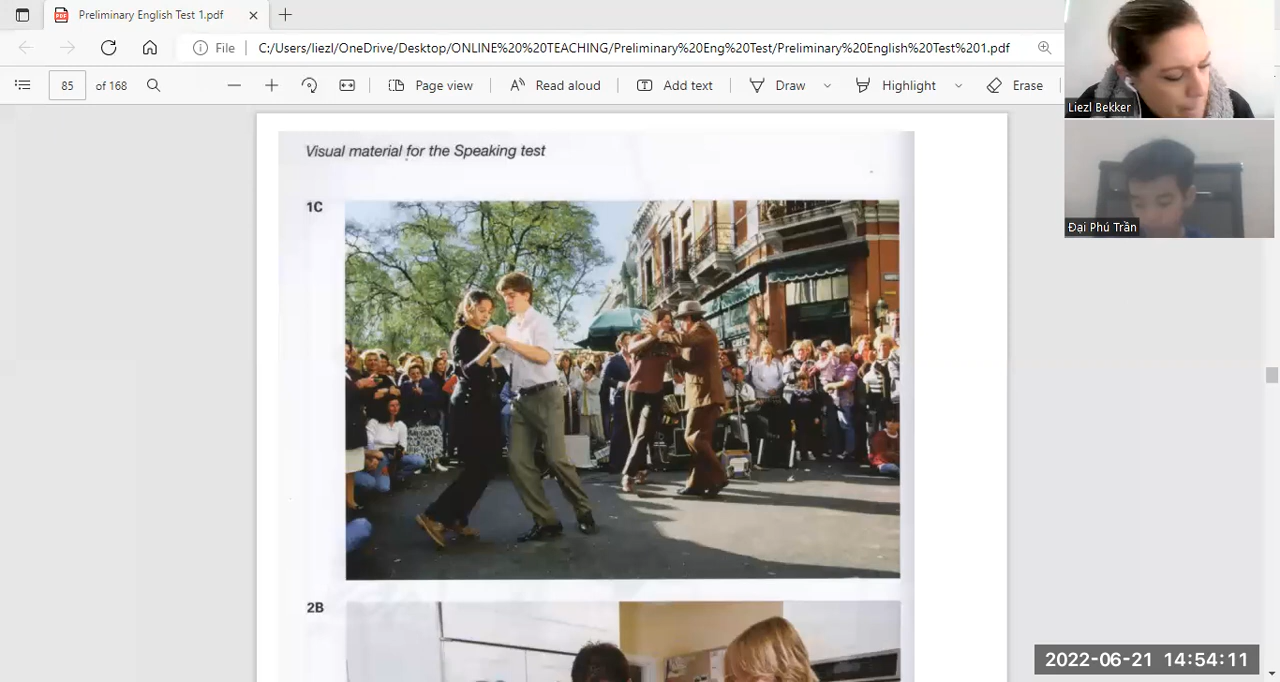 Preliminary English Test 1.pdf
File C:/Users/liezl/OneDrive/Desktop/ONLINE%20%20TEACHING/Preliminary%20Eng%20Test/Preliminary%20English%20Test%201.pdf
85 of 168 Page view Read aloud Add text Draw Highlight Erase
Liezl Bekker
Đại Phú Trần
Visual material for the Speaking test
1C
2B
2022-06-21 14:54:11